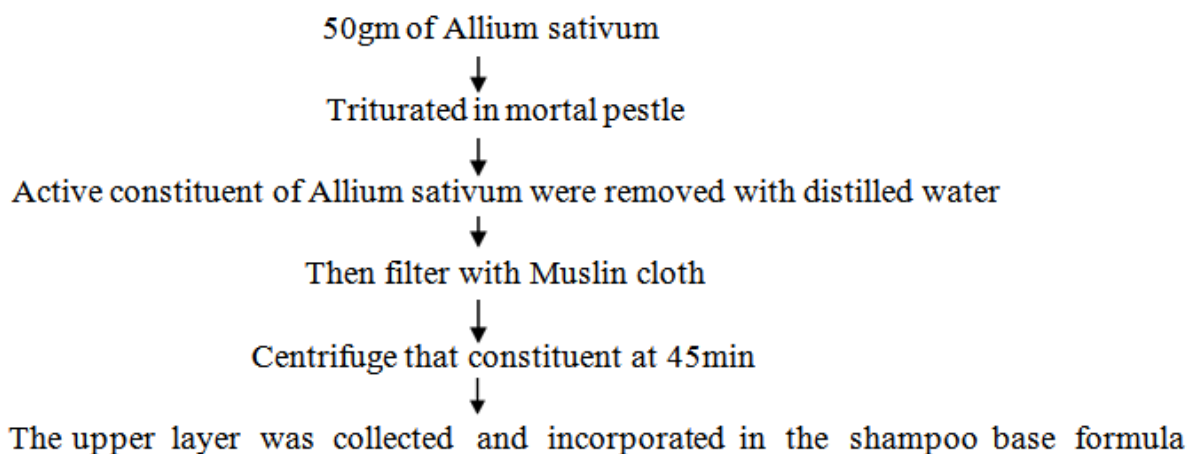 50gm of Allium sativum
Triturated in mortal pestle
Active constituent of Allium sativum were removed with distilled water
Then filter with Muslin cloth
Centrifuge that constituent at 45min
The upper layer was collected and incorporated in the shampoo base formula